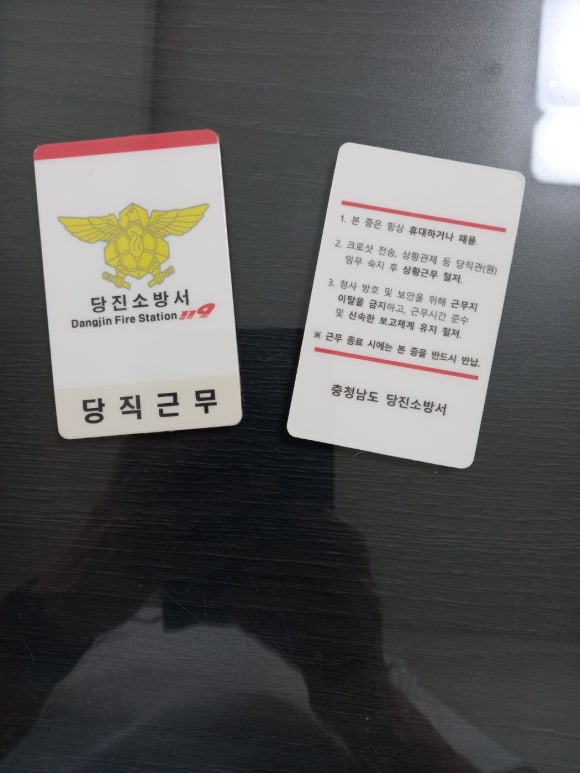 당진소방서
Dangjin Fire Station 119
당직근무
1. 본 증은 항상 휴대하거나 패용.
2. 크로샷 전송, 상황관제 등 당직관(원)
임무 숙지 후 상황근무 철저.
3. 청사 방호 및 보안을 위해 근무지
이탈을 금지하고, 근무시간 준수
및 신속한 보고체계 유지 철저.
※ 근무 종료 시에는 본 증을 반드시 반납.
충청남도 당진소방서